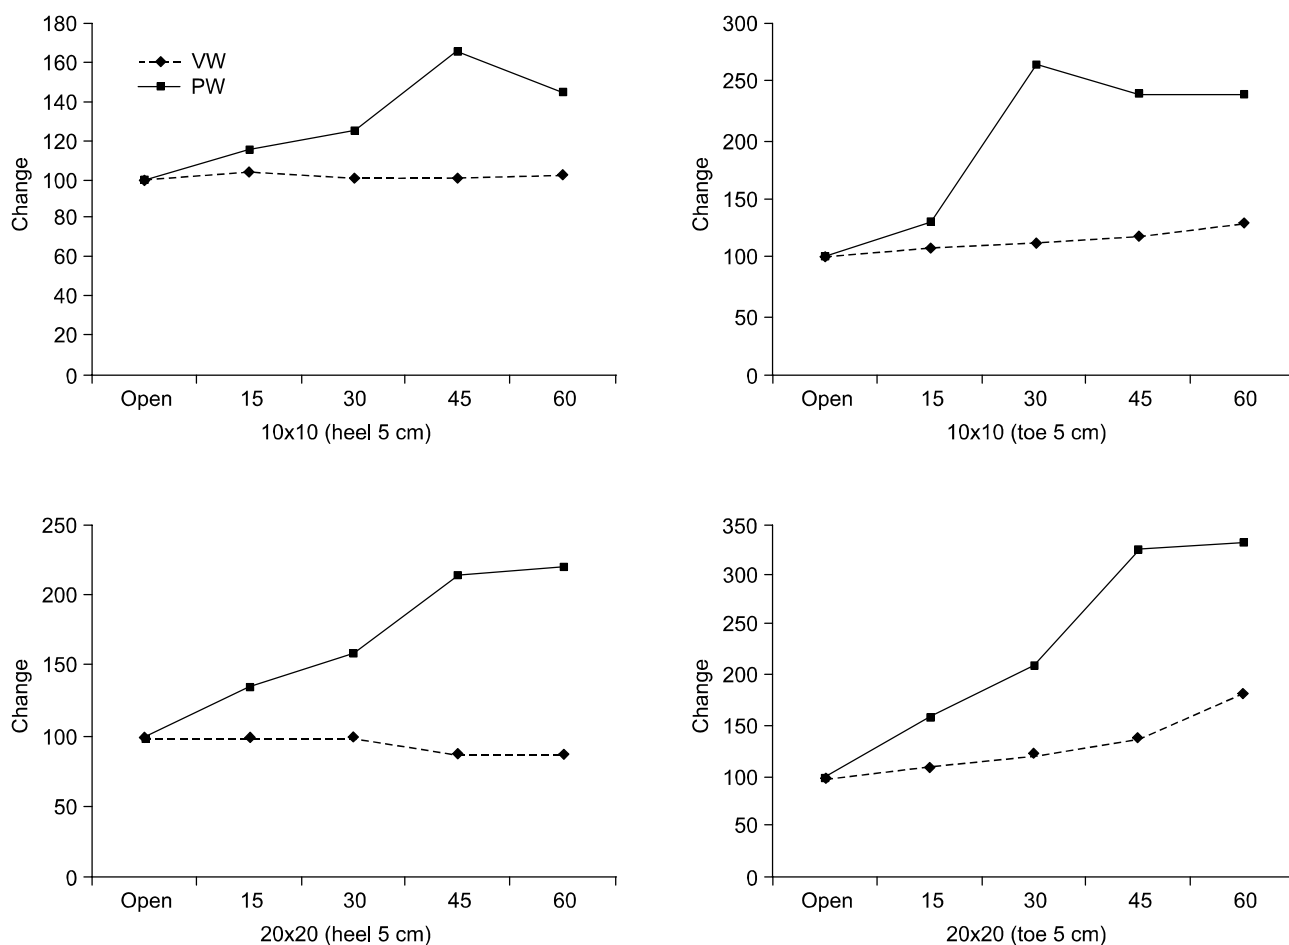 180
160
140
120
100
80
60
40
20
0
Change
VW
PW
Open 15 30 45 60
10x10 (heel 5 cm)
300
250
200
150
100
50
0
Change
Open 15 30 45 60
10x10 (toe 5 cm)
250
200
150
100
50
0
Change
Open 15 30 45 60
20x20 (heel 5 cm)
350
300
350
200
150
100
50
0
Change
Open 15 30 45 60
20x20 (toe 5 cm)